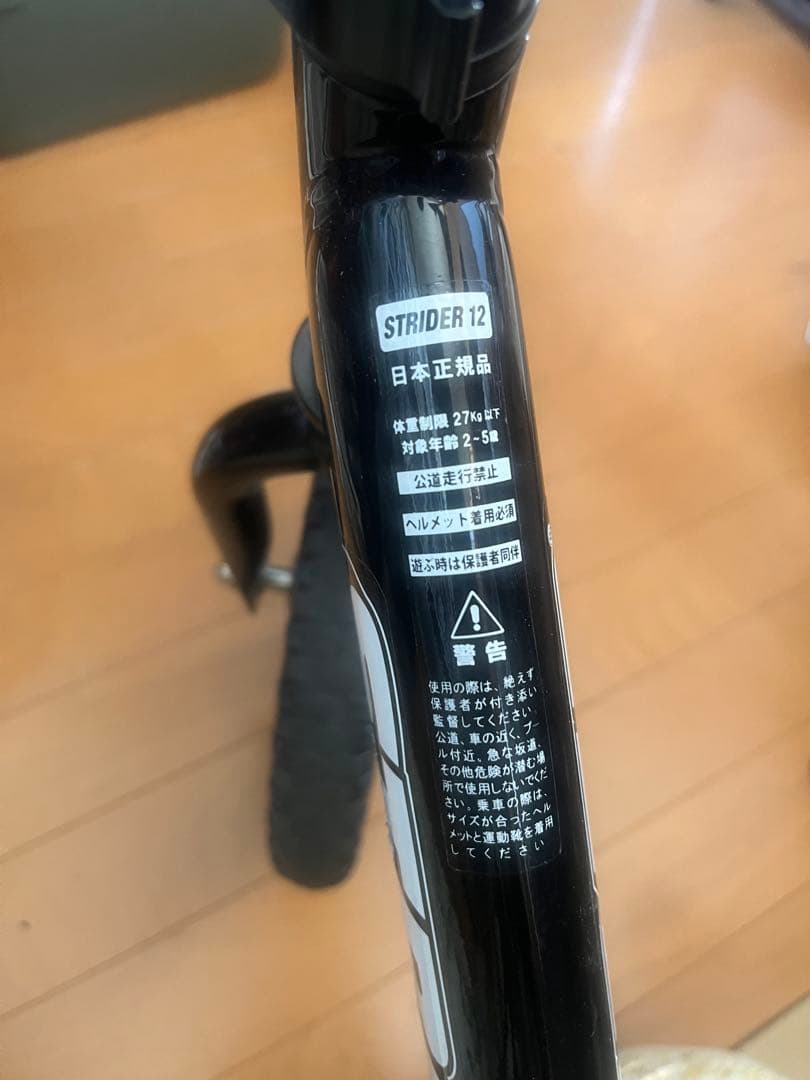 STRIDER 12
日本正規品
体重制限 27Kg以下
対象年齢 2~5歳
公道走行禁止
ヘルメット着用必須
遊ぶ時は保護者同伴
警告
使用の際は、絶えず
保護者が付き添い
監督してください。
公道、車の近く、プー
ル付近、急な坂道、
その他危険が潜む場
所で使用しないでくだ
さい。乗車の際は、
サイズが合ったヘル
メットと運動靴を着用
してください